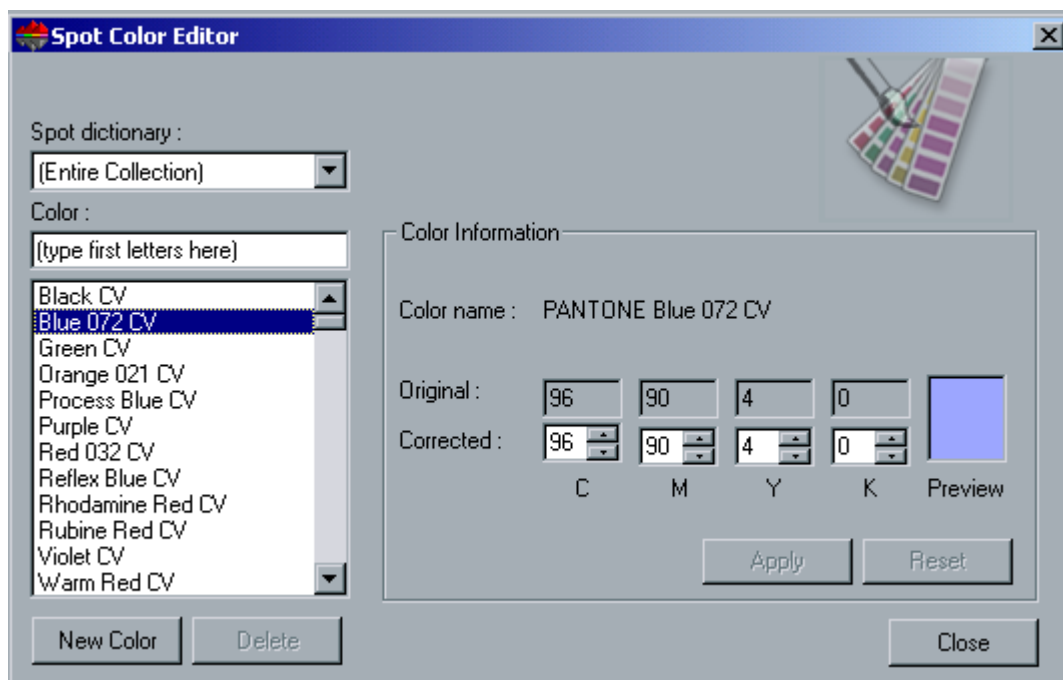 Spot Color Editor
Spot dictionary :
(Entire Collection)
Color :
(type first letters here)
Black CV
Blue 072 CV
Green CV
Orange 021 CV
Process Blue CV
Purple CV
Red 032 CV
Reflex Blue CV
Rhodamine Red CV
Rubine Red CV
Violet CV
Warm Red CV
New Color
Delete
Color Information
Color name : PANTONE Blue 072 CV
Original : 96 90 4 0
Corrected : 96 90 4 0
C M Y K Preview
Apply Reset
Close